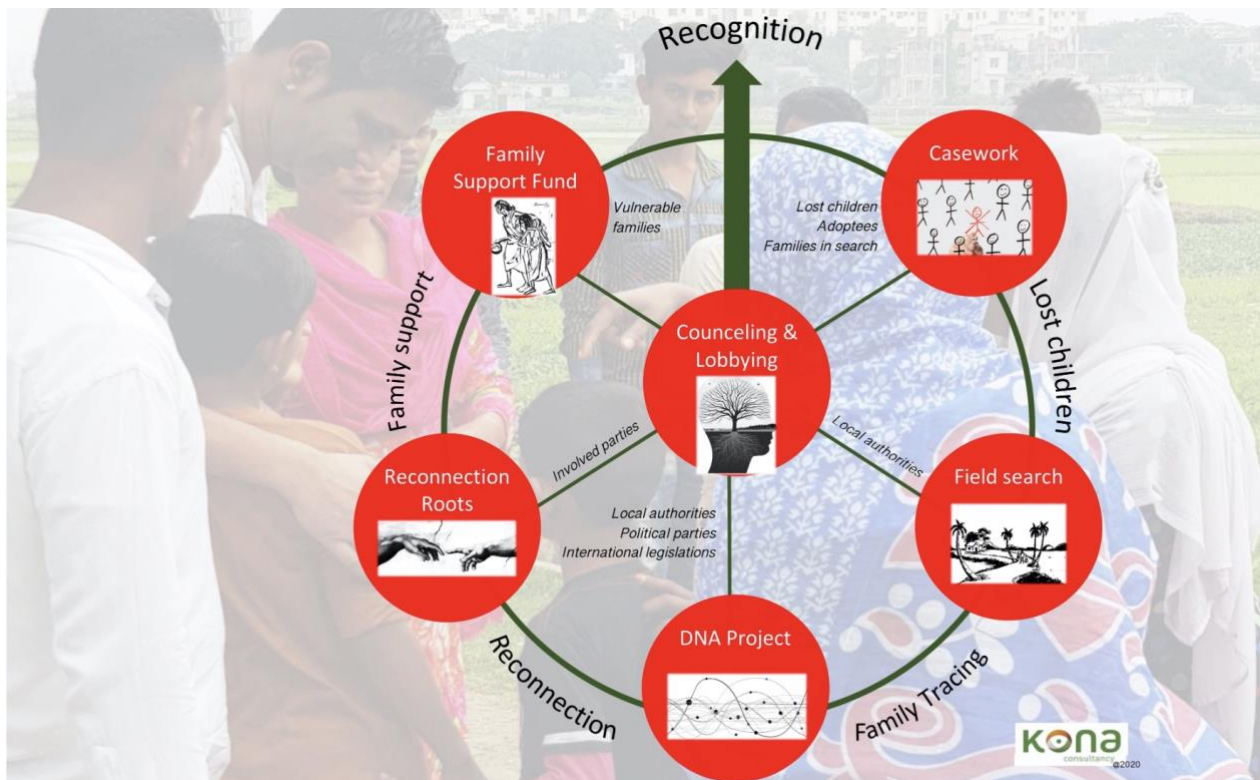 Recognition
Family
Support Fund
Vulnerable
families
Casework
Lost children
Adoptees
Families in search
Family support
Counceling &
Lobbying
Lost children
Involved parties
Local authorities
Reconnection
Roots
Field search
Local authorities
Political parties
International legislations
DNA Project
Reconnection
Family Tracing
KONA
consultancy
@2020